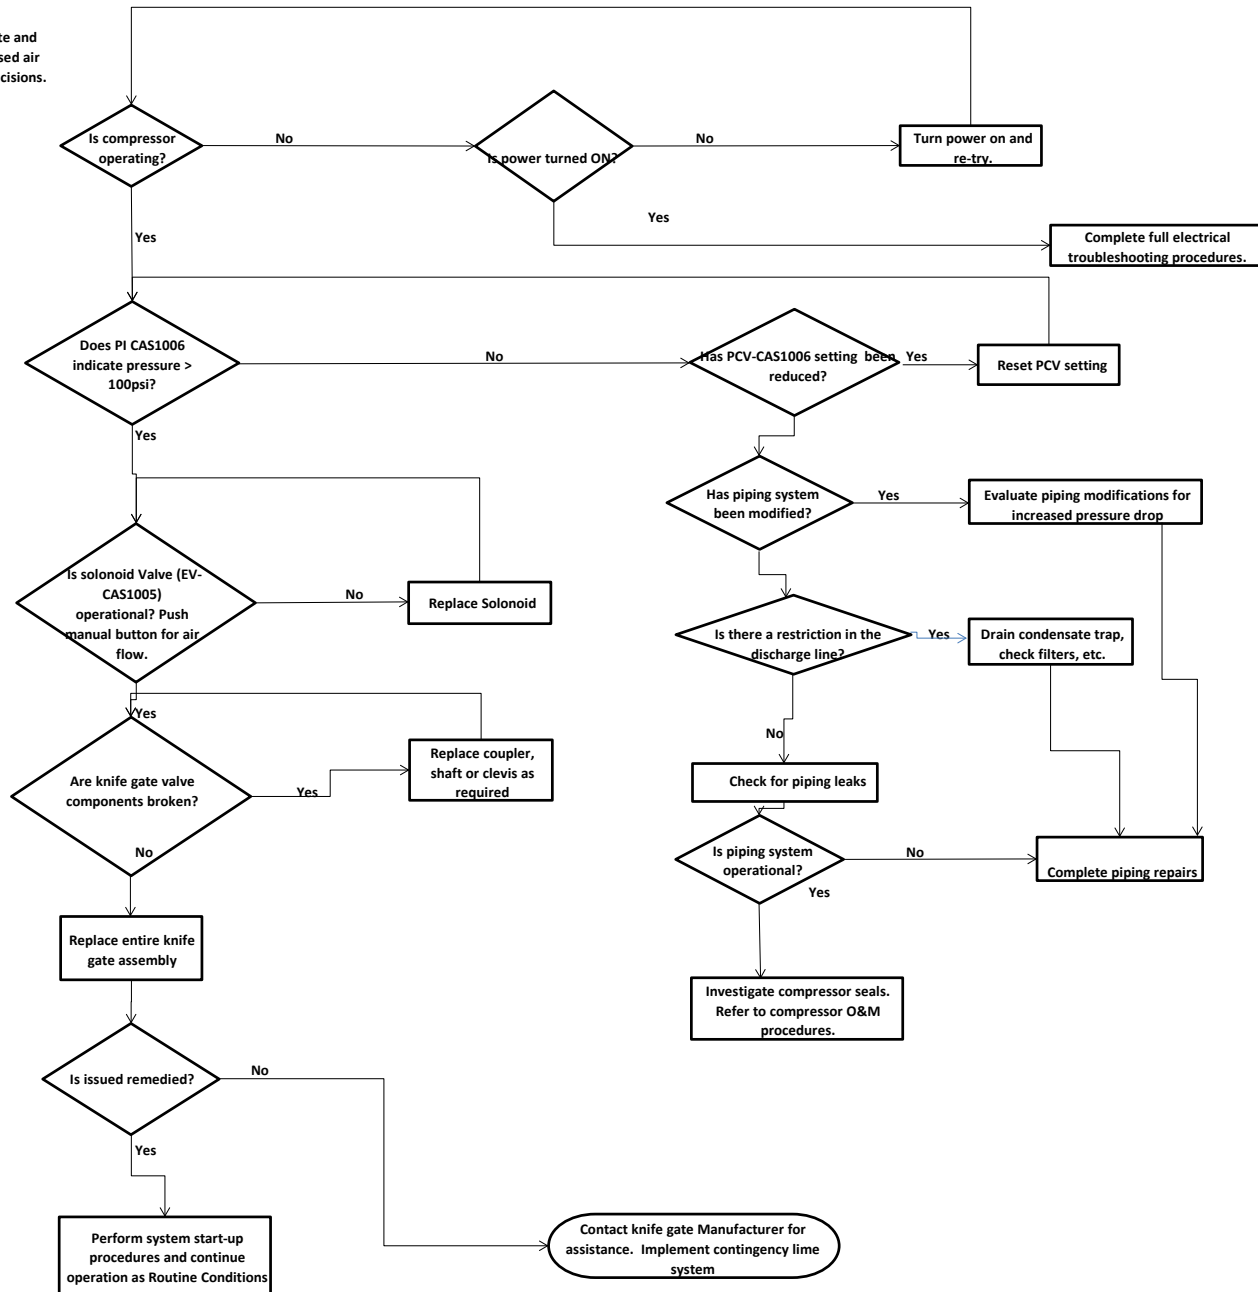 te and
sed air
cisions.
Is compressor
operating?
No
Is power turned ON?
No
Turn power on and
re-try.
Yes
Yes
Complete full electrical
troubleshooting procedures.
Does PI CAS1006
indicate pressure >
100psi?
No
Has PCV-CAS1006 setting been
reduced?
Yes
Reset PCV setting
Yes
Has piping system
been modified?
Yes
Evaluate piping modifications for
increased pressure drop
Is solonoid Valve (EV-
CAS1005)
operational? Push
manual button for air
flow.
No
Replace Solonoid
Is there a restriction in the
discharge line?
Yes
Drain condensate trap,
check filters, etc.
Yes
Are knife gate valve
components broken?
Yes
Replace coupler,
shaft or clevis as
required
No
Check for piping leaks
No
Is piping system
operational?
No
Complete piping repairs
Yes
Replace entire knife
gate assembly
Investigate compressor seals.
Refer to compressor O&M
procedures.
Is issued remedied?
No
Yes
Perform system start-up
procedures and continue
operation as Routine Conditions
Contact knife gate Manufacturer for
assistance. Implement contingency lime
system